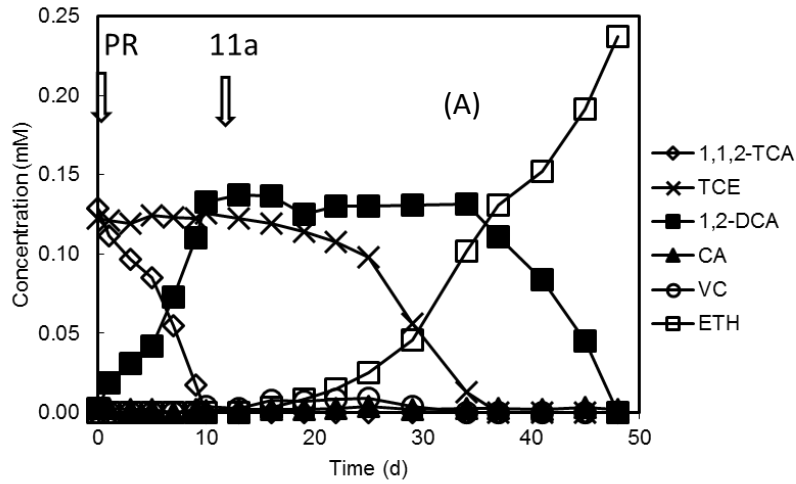 0.25
PR
11a
0.20
(A)
0.15
0.10
0.05
0.00
Concentration (mM)
0
10
20
30
40
50
Time (d)
1,1,2-TCA
TCE
1,2-DCA
CA
VC
ETH